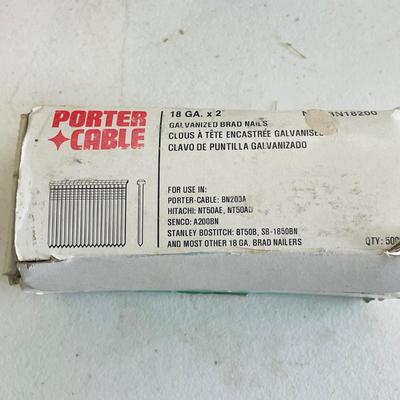 PORTER
CABLE
18 GA. x 2"
GALVANIZED BRAD NAILS
CLOUS À TÊTE ENCASTRÉE GALVANISÉS
CLAVO DE PUNTILLA GALVANIZADO
FOR USE IN:
PORTER-CABLE: BN200A
HITACHI: NT50AE, NT50AD
SENCO: A200BN
STANLEY BOSTITCH: BT50B, SB-1850BN
AND MOST OTHER 18 GA. BRAD NAILERS
QTY: